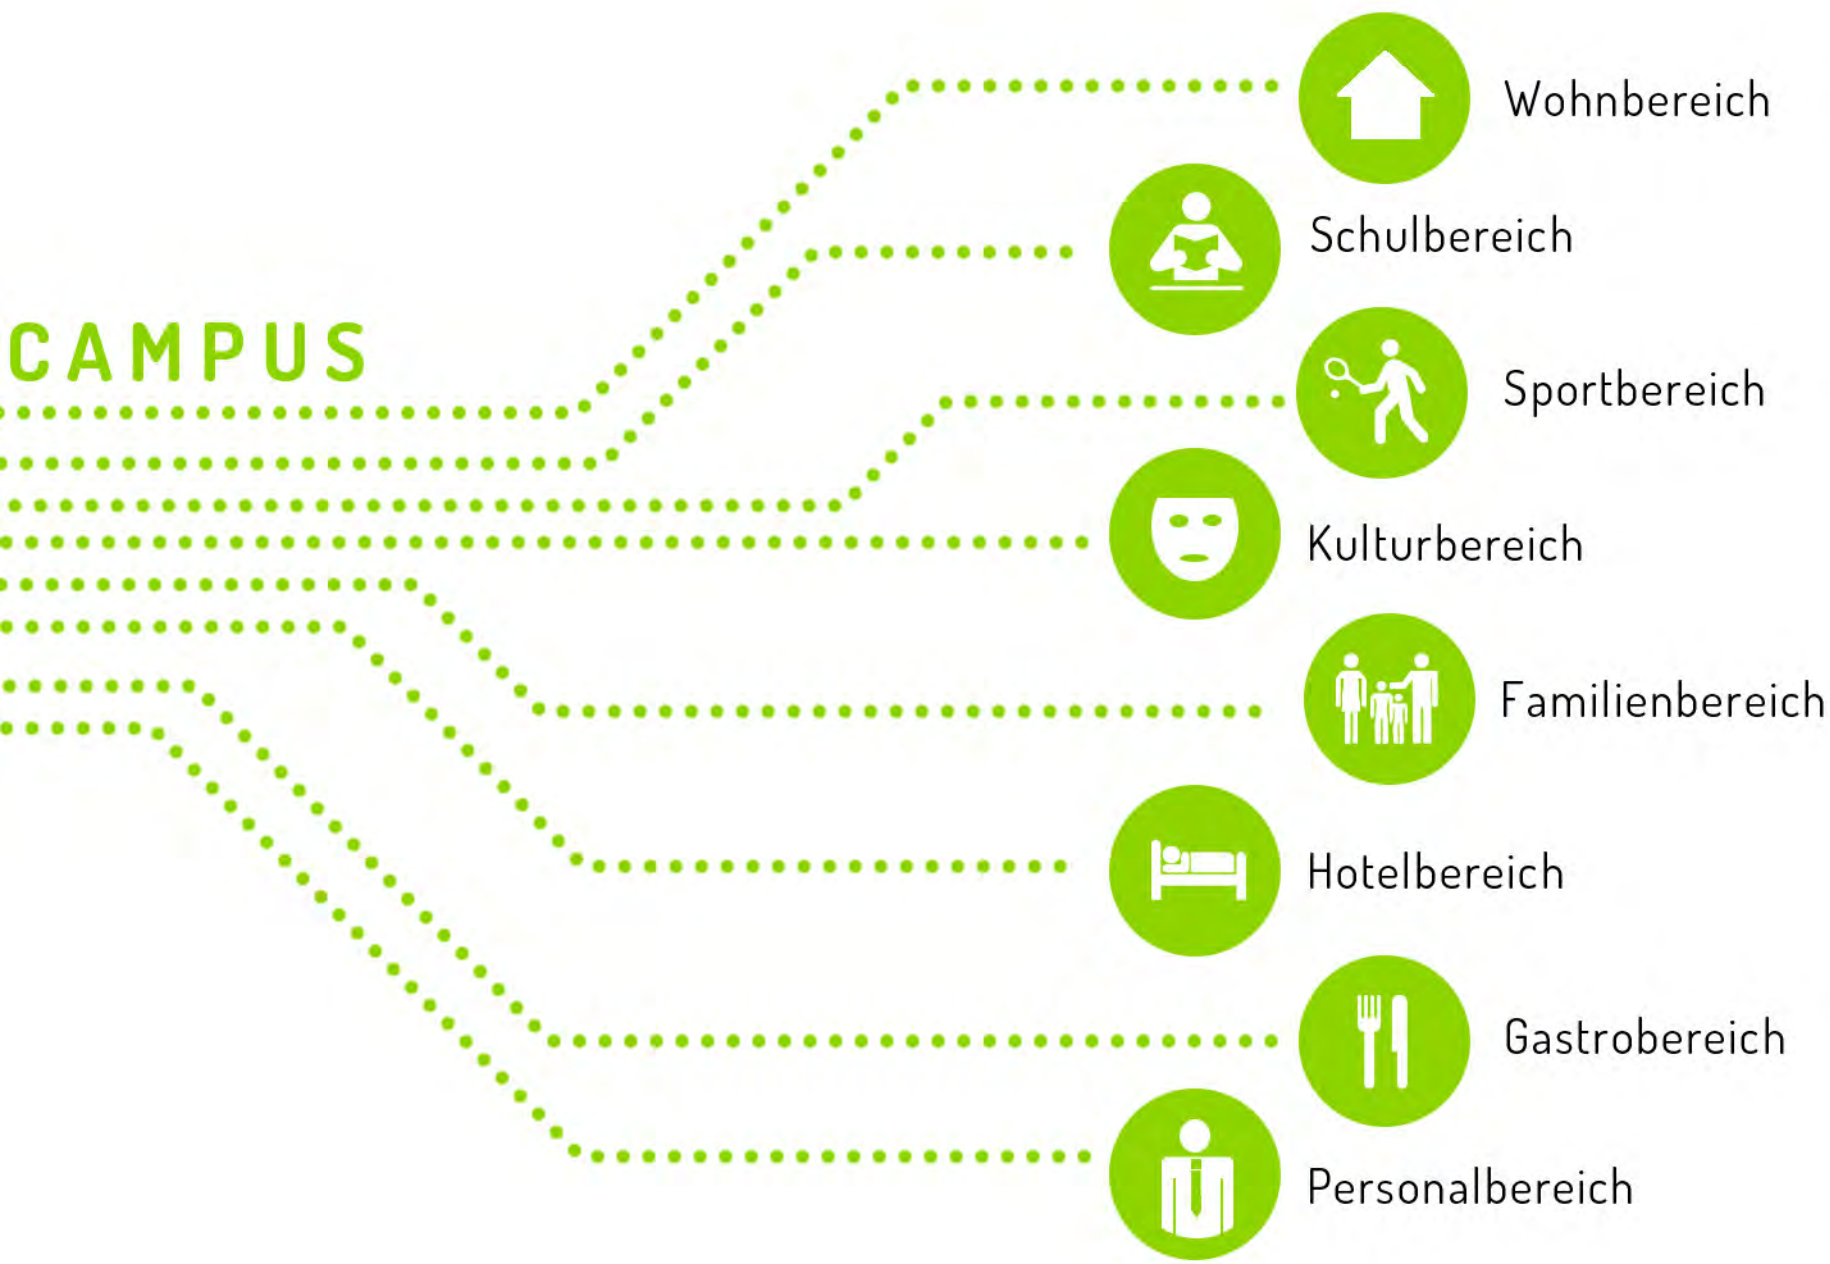 Wohnbereich
Schulbereich
CAMPUS
Sportbereich
Kulturbereich
Familienbereich
Hotelbereich
Gastrobereich
Personalbereich